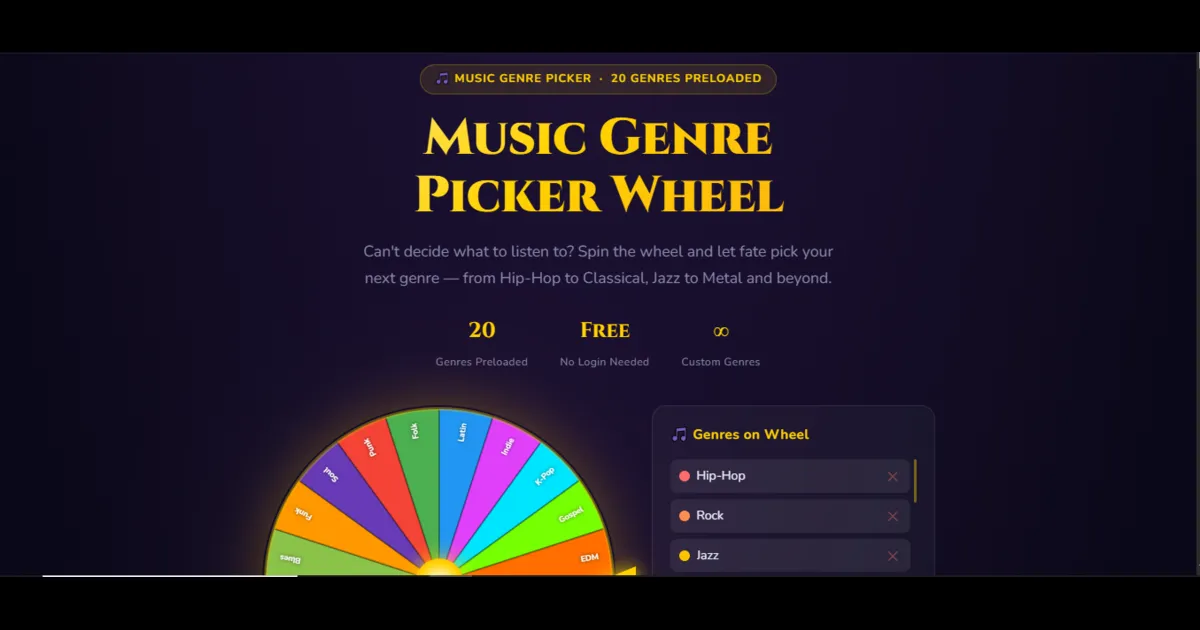 🎵 MUSIC GENRE PICKER · 20 GENRES PRELOADED
MUSIC GENRE
PICKER WHEEL
Can't decide what to listen to? Spin the wheel and let fate pick your
next genre — from Hip-Hop to Classical, Jazz to Metal and beyond.
20
Genres Preloaded
FREE
No Login Needed
∞
Custom Genres
Blues
Funk
Soul
Punk
Folk
Latin
Indie
K-Pop
Gospel
EDM
🎵 Genres on Wheel
Hip-Hop ×
Rock ×
Jazz ×